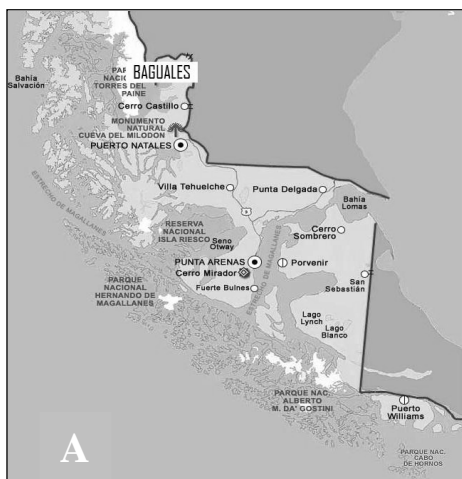 Bahía
Salvación
PAR
NACIO
TORRES DEL
PAINE
BAGUALES
Cerro Castillo
MONUMENTO
NATURAL
CUEVA DEL MILODON
PUERTO NATALES
Villa Tehuelche
Punta Delgada
Bahía
Lomas
ESTRECHO DE MAGALLANES
RESERVA
NACIONAL
ISLA RIESCO
Seno
Otway
9
Cerro
Sombrero
PUNTA ARENAS
Porvenir
Cerro Mirador
Fuerte Bulnes
ESTRECHO DE MAGALLANES
San
Sebastián
PARQUE
NACIONAL
HERNANDO DE
MAGALLANES
Lago
Lynch
Lago
Blanco
PARQUE NAC.
ALBERTO
M. DA' GOSTINI
Puerto
Williams
A
PARQUE NAC.
CABO
DE HORNOS